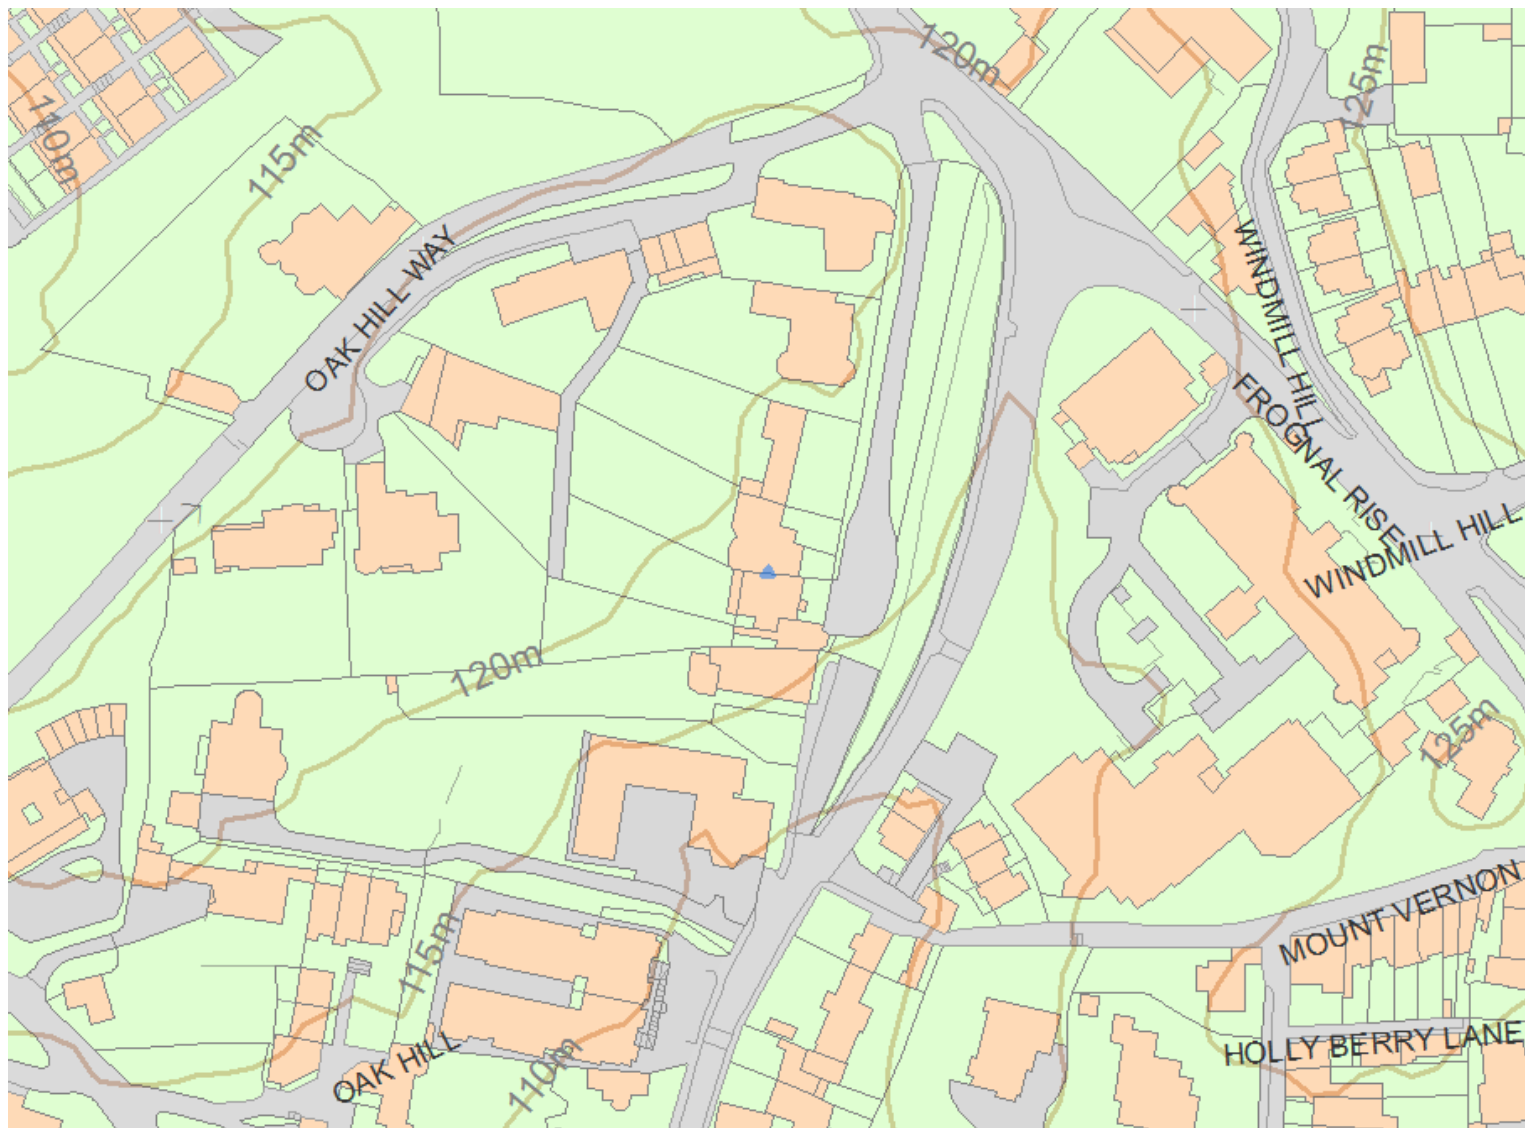 120m
125m
110m
115m
WINDMILL HILL
OAK HILL WAY
FROGNAL RISE
WINDMILL HILL
120m
125m
MOUNT VERNON
115m
HOLLY BERRY LANE
OAK HILL
110m